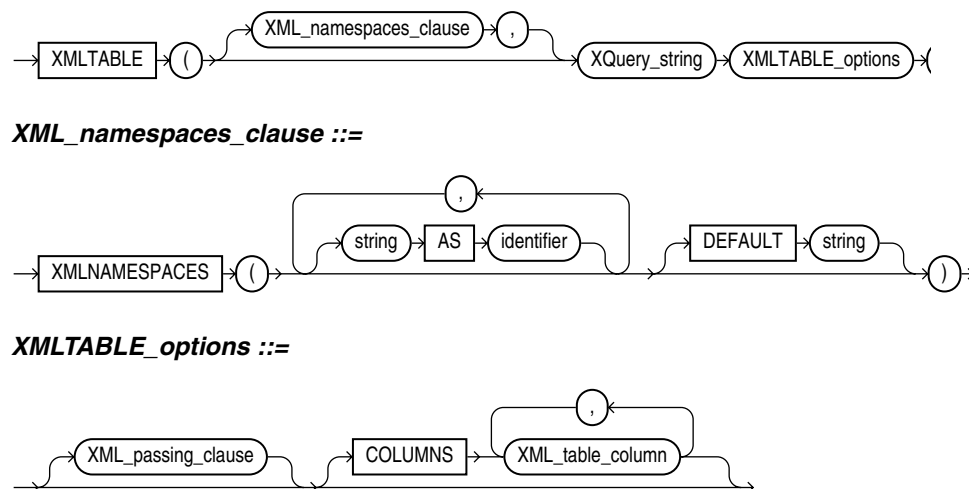 XML_namespaces_clause ,
XMLTABLE ( XQuery_string XMLTABLE_options
XML_namespaces_clause ::=
,
string AS identifier DEFAULT string
XMLNAMESPACES ( )
XMLTABLE_options ::=
,
XML_passing_clause COLUMNS XML_table_column